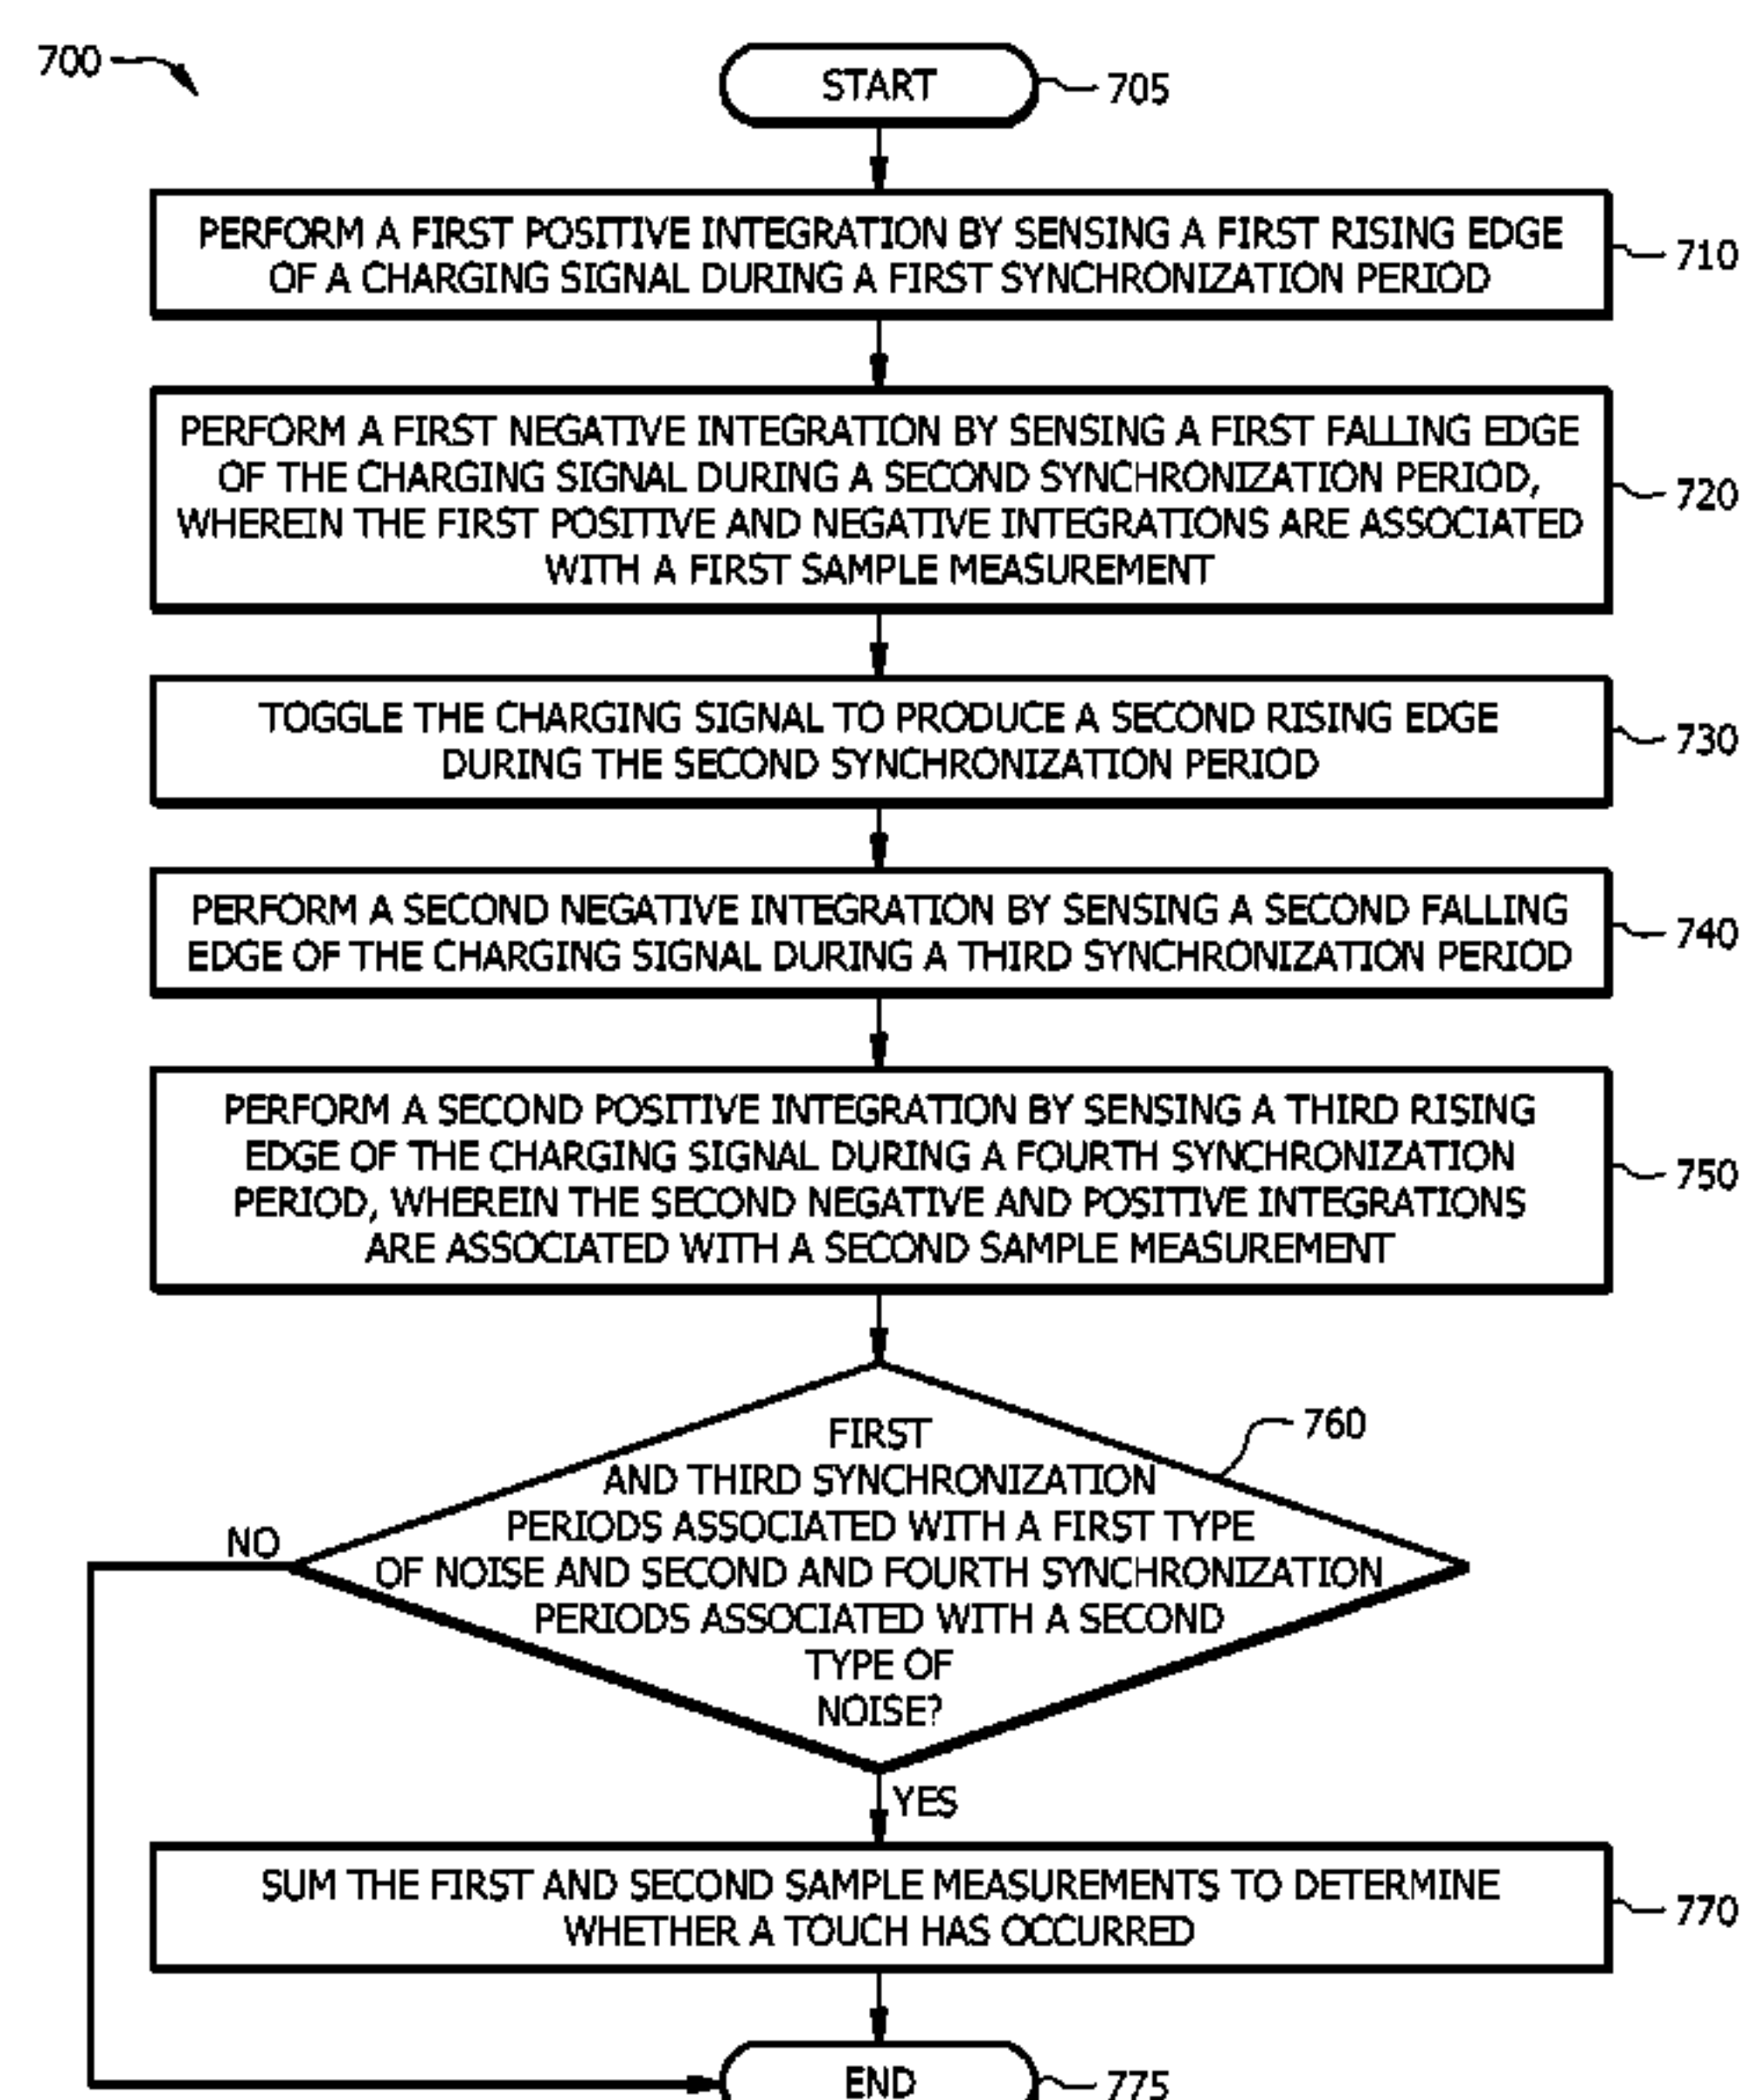 700
START
705
PERFORM A FIRST POSITIVE INTEGRATION BY SENSING A FIRST RISING EDGE
OF A CHARGING SIGNAL DURING A FIRST SYNCHRONIZATION PERIOD
710
PERFORM A FIRST NEGATIVE INTEGRATION BY SENSING A FIRST FALLING EDGE
OF THE CHARGING SIGNAL DURING A SECOND SYNCHRONIZATION PERIOD,
WHEREIN THE FIRST POSITIVE AND NEGATIVE INTEGRATIONS ARE ASSOCIATED
WITH A FIRST SAMPLE MEASUREMENT
720
TOGGLE THE CHARGING SIGNAL TO PRODUCE A SECOND RISING EDGE
DURING THE SECOND SYNCHRONIZATION PERIOD
730
PERFORM A SECOND NEGATIVE INTEGRATION BY SENSING A SECOND FALLING
EDGE OF THE CHARGING SIGNAL DURING A THIRD SYNCHRONIZATION PERIOD
740
PERFORM A SECOND POSITIVE INTEGRATION BY SENSING A THIRD RISING
EDGE OF THE CHARGING SIGNAL DURING A FOURTH SYNCHRONIZATION
PERIOD, WHEREIN THE SECOND NEGATIVE AND POSITIVE INTEGRATIONS
ARE ASSOCIATED WITH A SECOND SAMPLE MEASUREMENT
750
FIRST
AND THIRD SYNCHRONIZATION
PERIODS ASSOCIATED WITH A FIRST TYPE
OF NOISE AND SECOND AND FOURTH SYNCHRONIZATION
PERIODS ASSOCIATED WITH A SECOND
TYPE OF
NOISE?
760
NO
YES
SUM THE FIRST AND SECOND SAMPLE MEASUREMENTS TO DETERMINE
WHETHER A TOUCH HAS OCCURRED
770
END
775